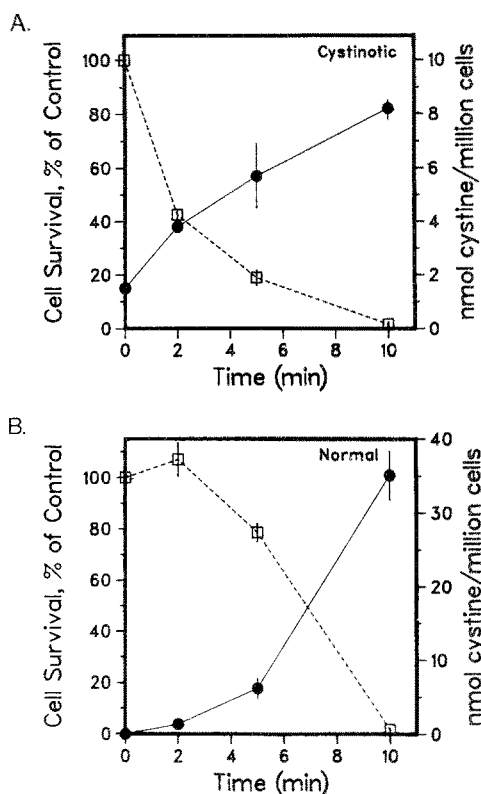 A.
Cystinotic
Cell Survival, % of Control
100
80
60
40
20
0
10
8
6
4
2
0
nmol cystine/million cells
0 2 4 6 8 10
Time (min)
B.
Normal
Cell Survival, % of Control
100
80
60
40
20
0
40
30
20
10
0
nmol cystine/million cells
0 2 4 6 8 10
Time (min)